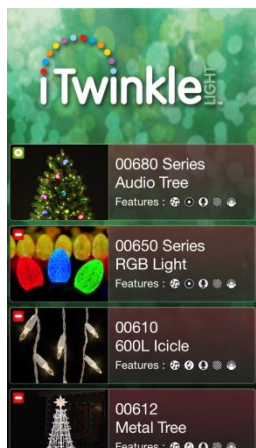 iTwinkle LIGHT
00680 Series
Audio Tree
Features :
00650 Series
RGB Light
Features :
00610
600L Icicle
Features :
00612
Metal Tree
Features :